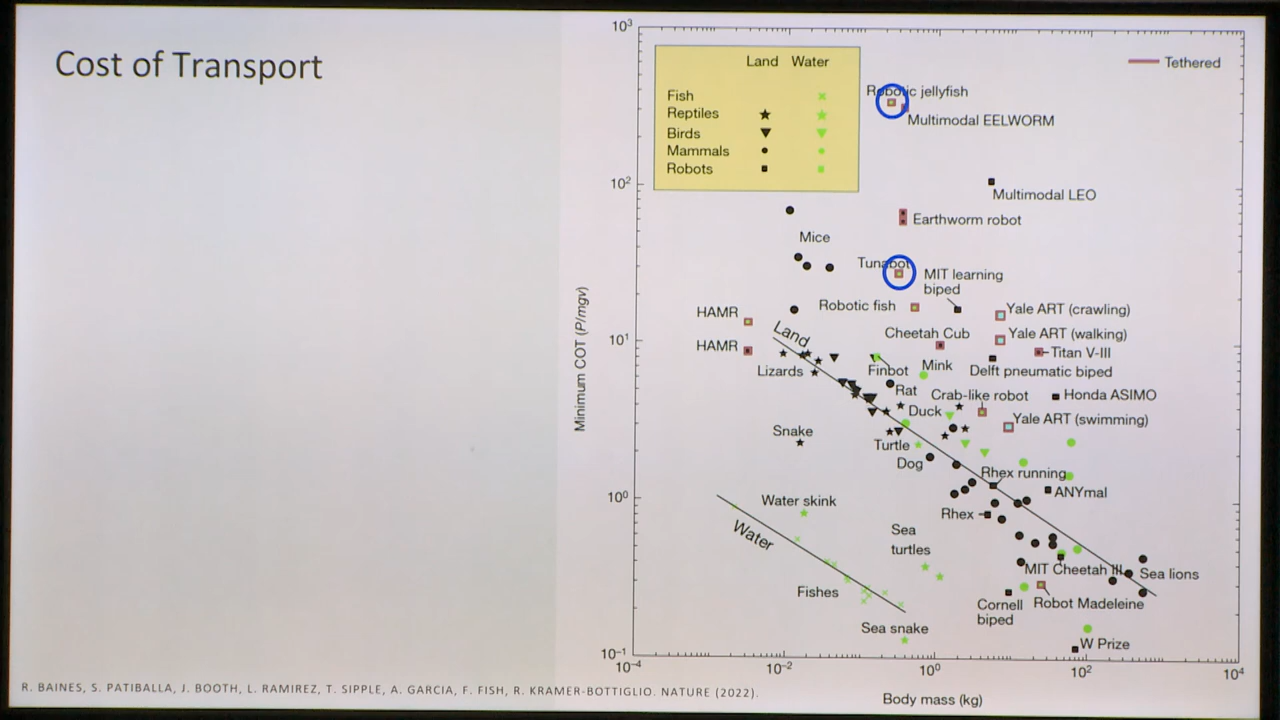 Cost of Transport
10³
Land Water
Tethered
Fish
Reptiles
Birds
Mammals
Robots
Robotic jellyfish
Multimodal EELWORM
10²
Multimodal LEO
Earthworm robot
Mice
Tunabot
MIT learning
biped
HAMR
Robotic fish
Yale ART (crawling)
Land
Cheetah Cub
Yale ART (walking)
10¹
HAMR
Titan V-III
Lizards
Finbot
Mink
Delft pneumatic biped
Rat
Crab-like robot
Honda ASIMO
Duck
Yale ART (swimming)
Snake
Turtle
Dog
Rhex running
ANYmal
10⁰
Water skink
Rhex
Water
Sea
turtles
MIT Cheetah III
Sea lions
Fishes
Cornell
biped
Robot Madeleine
Sea snake
W Prize
10⁻¹
Minimum COT (P/mgv)
10⁻⁴ 10⁻² 10⁰ 10² 10⁴
Body mass (kg)
R. BAINES, S. PATIBALLA, J. BOOTH, L. RAMIREZ, T. SIPPLE, A. GARCIA, F. FISH, R. KRAMER-BOTTIGLIO. NATURE (2022).